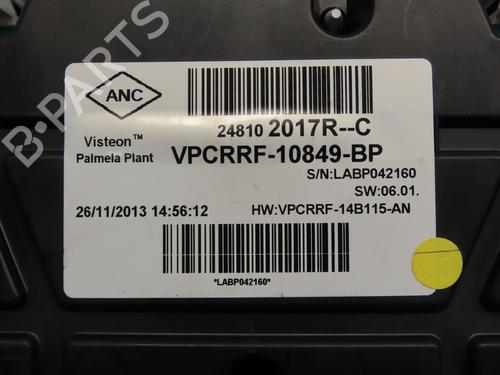 ANC
Visteon™
Palmeia Plant
24810 2017R--C
VPCRRF-10849-BP
S/N:LABP042160
SW:06.01.
26/11/2013 14:56:12
HW:VPCRRF-14B115-AN
*LABP042160*
B-PARTS